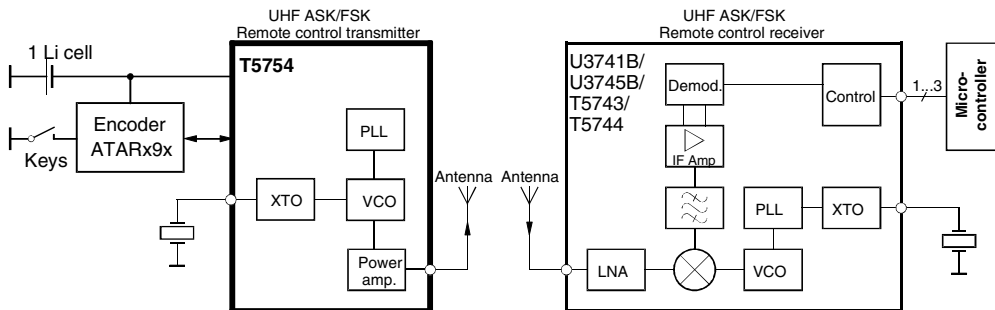 UHF ASK/FSK
Remote control transmitter
1 Li cell
T5754
Encoder
ATARx9x
Keys
PLL
XTO
VCO
Power
amp.
Antenna
UHF ASK/FSK
Remote control receiver
U3741B/
U3745B/
T5743/
T5744
Demod.
Control
1...3
Micro-
controller
IF Amp
Antenna
PLL
XTO
LNA
VCO